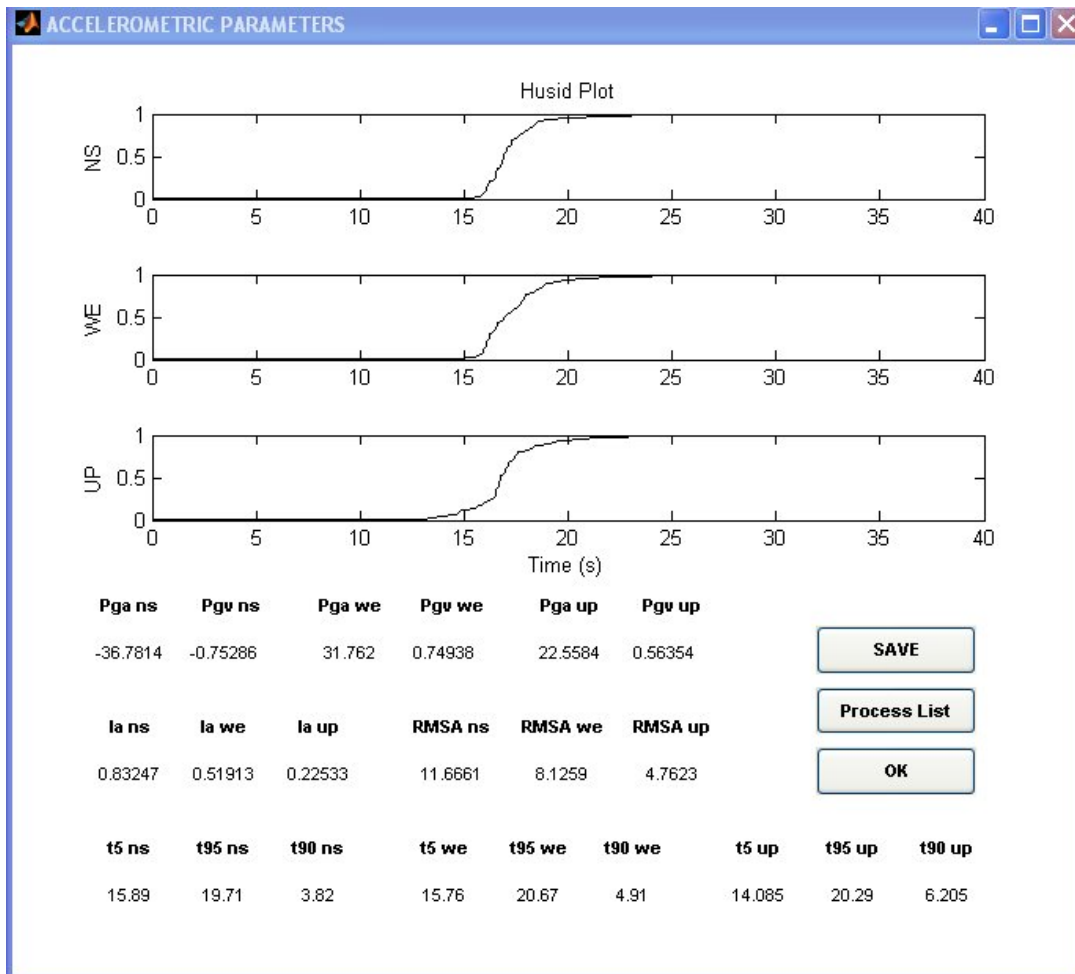 ACCELEROMETRIC PARAMETERS
Husid Plot
1
0.5
0
NS
0 5 10 15 20 25 30 35 40
1
0.5
0
WE
0 5 10 15 20 25 30 35 40
1
0.5
0
UP
0 5 10 15 20 25 30 35 40
Time (s)
Pga ns Pgv ns Pga we Pgv we Pga up Pgv up
-36.7814 -0.75286 31.762 0.74938 22.5584 0.56354
SAVE
Process List
OK
Ia ns Ia we Ia up RMSA ns RMSA we RMSA up
0.83247 0.51913 0.22533 11.6661 8.1259 4.7623
t5 ns t95 ns t90 ns t5 we t95 we t90 we t5 up t95 up t90 up
15.89 19.71 3.82 15.76 20.67 4.91 14.085 20.29 6.205